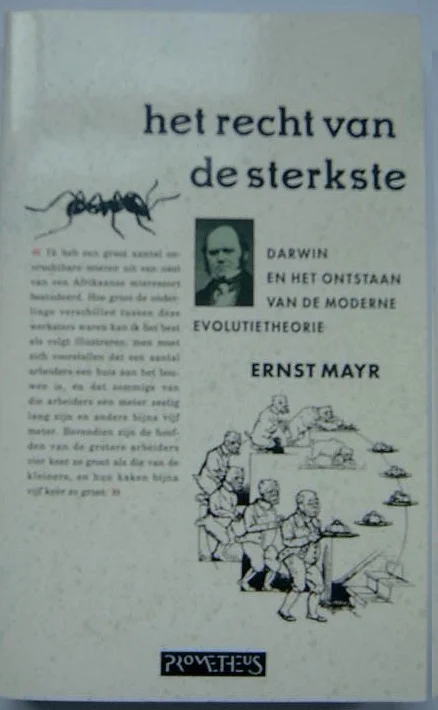 het recht van
de sterkste
DARWIN
EN HET ONTSTAAN
VAN DE MODERNE
EVOLUTIETHEORIE
ERNST MAYR
« Ik heb een groot aantal on-
vruchtbare mieren uit een nest
van een Afrikaanse mierensoort
bestudeerd. Hoe groot de onder-
linge verschillen tussen deze
werksters waren kan ik het best
als volgt illustreren: men moet
zich voorstellen dat een aantal
arbeiders een huis aan het bou-
wen is, en dat sommige van
die arbeiders een meter zestig
lang zijn en anders bijna vijf
meter. Bovendien zijn de hoof-
den van de grotere arbeiders
vier keer zo groot als die van de
kleinere, en hun kaken bijna
vijf keer zo groot. »
PROMETHEUS